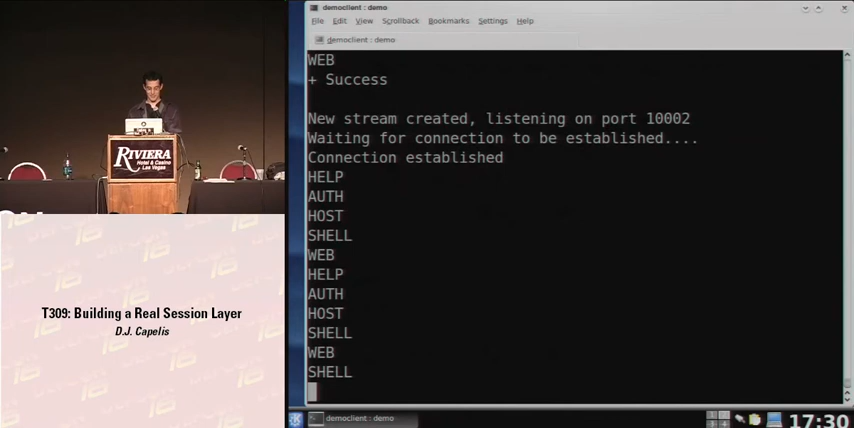 democlient : demo
File Edit View Scrollback Bookmarks Settings Help
democlient : demo
WEB
+ Success
New stream created, listening on port 10002
Waiting for connection to be established....
Connection established
HELP
AUTH
HOST
SHELL
WEB
HELP
AUTH
HOST
SHELL
WEB
SHELL
RIVIERA
Hotel & Casino
Las Vegas
T309: Building a Real Session Layer
D.J. Capelis
democlient : demo
17:30